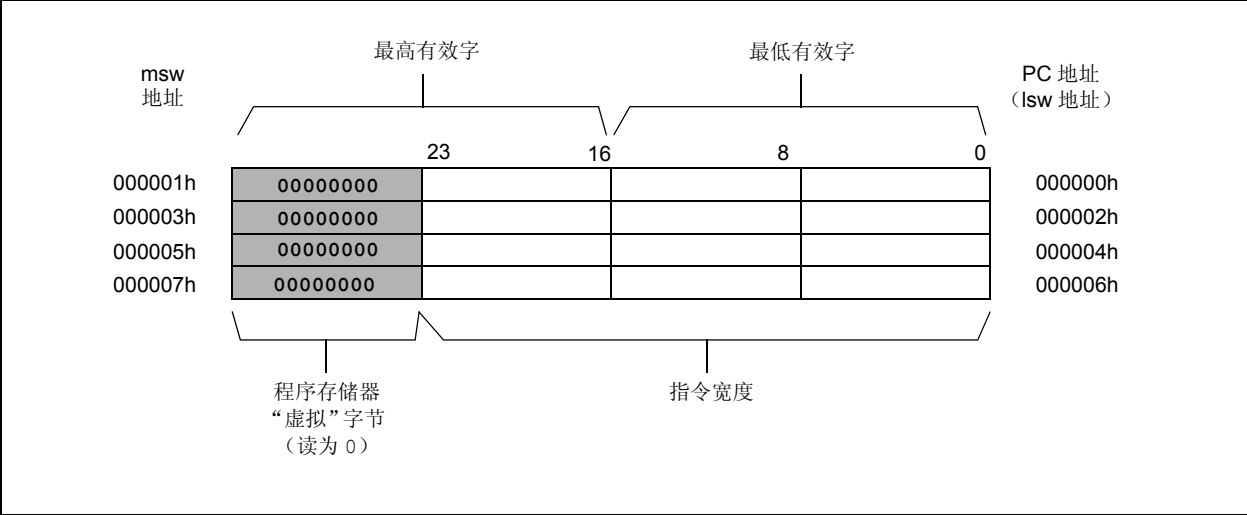 最高有效字
最低有效字
msw
地址
PC 地址
（lsw 地址）
23 16 8 0
000001h 00000000 000000h
000003h 00000000 000002h
000005h 00000000 000004h
000007h 00000000 000006h
程序存储器
“虚拟”字节
（读为 0）
指令宽度